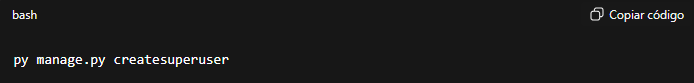 bash
Copiar código
py manage.py createsuperuser